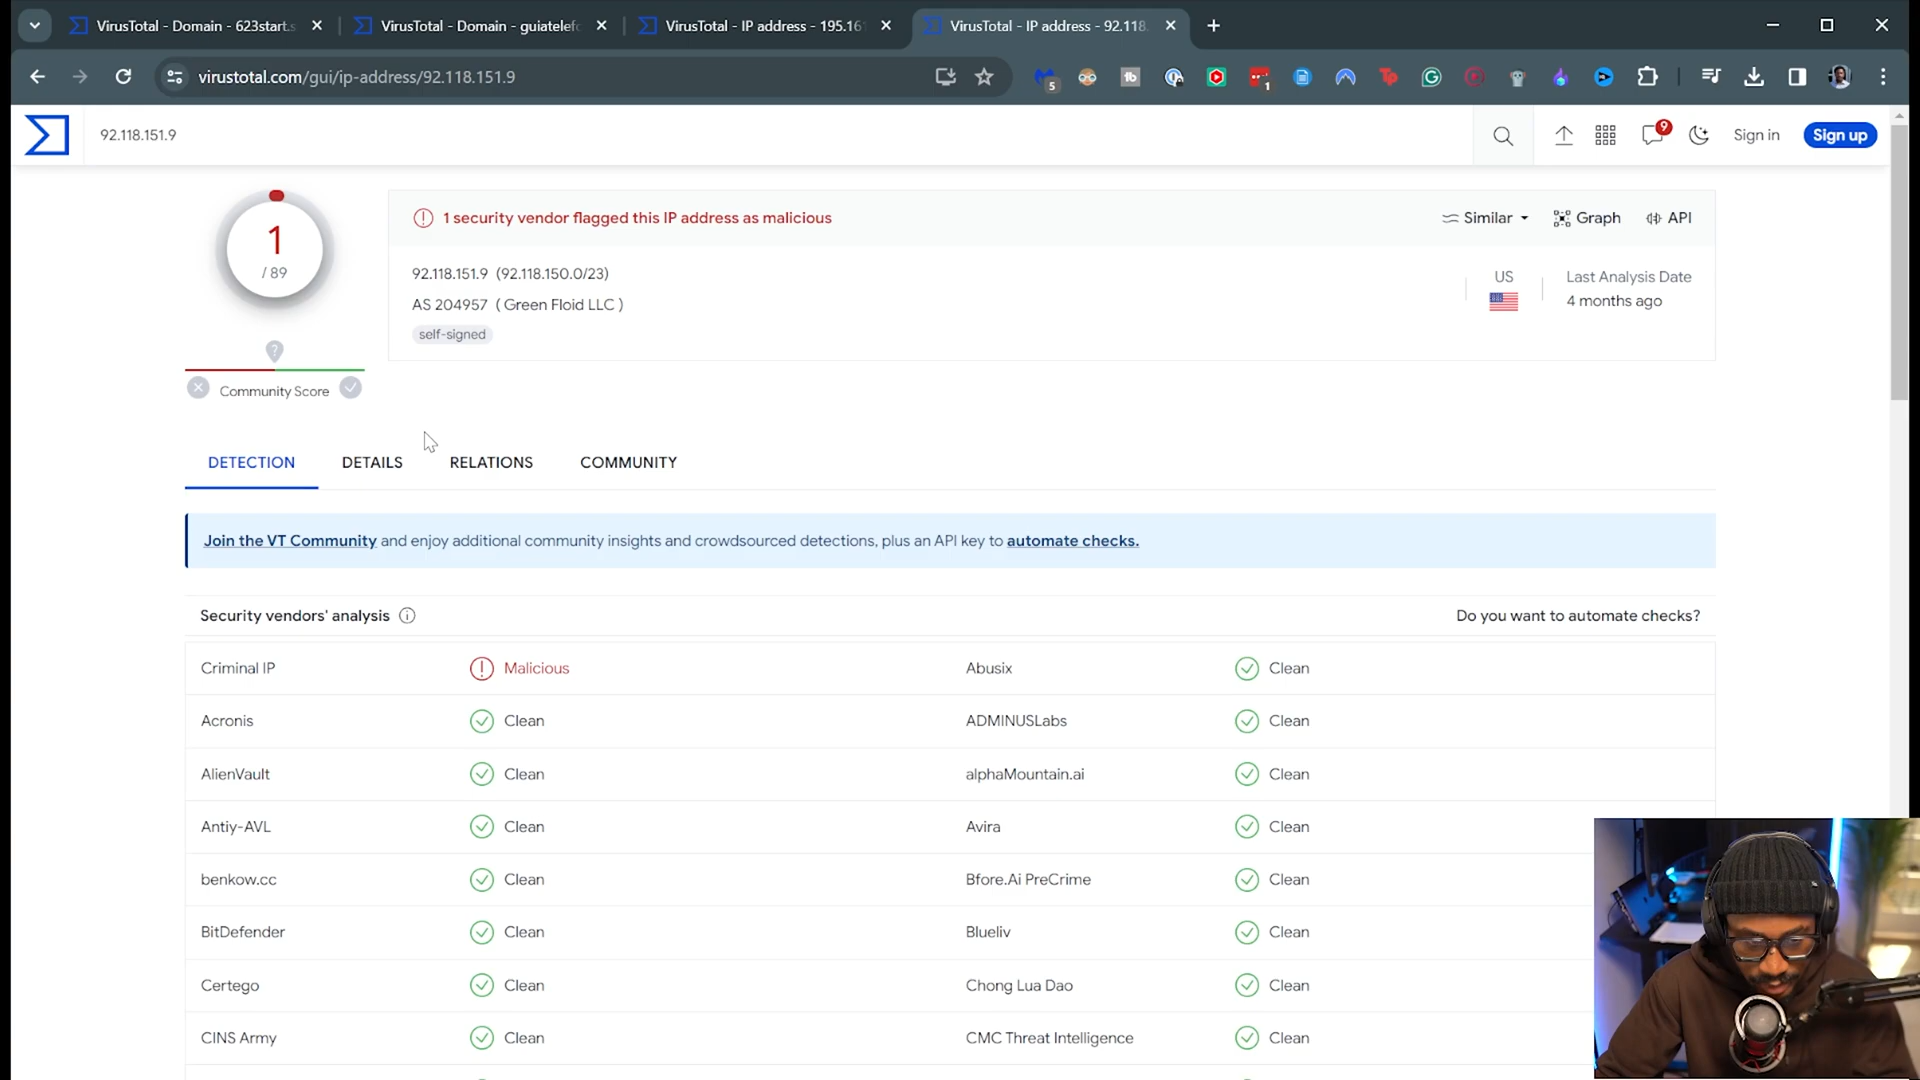 VirusTotal - Domain - 623start.s
VirusTotal - Domain - guiatelefo
VirusTotal - IP address - 195.161
VirusTotal - IP address - 92.118.
virustotal.com/gui/ip-address/92.118.151.9
5
1
92.118.151.9
9
Sign in
Sign up
1
/ 89
1 security vendor flagged this IP address as malicious
Similar
Graph
API
92.118.151.9 (92.118.150.0/23)
AS 204957 ( Green Floid LLC )
self-signed
US
Last Analysis Date
4 months ago
?
Community Score
DETECTION
DETAILS
RELATIONS
COMMUNITY
Join the VT Community and enjoy additional community insights and crowdsourced detections, plus an API key to automate checks.
Security vendors' analysis
Do you want to automate checks?
Criminal IP
Malicious
Abusix
Clean
Acronis
Clean
ADMINUSLabs
Clean
AlienVault
Clean
alphaMountain.ai
Clean
Antiy-AVL
Clean
Avira
Clean
benkow.cc
Clean
Bfore.Ai PreCrime
Clean
BitDefender
Clean
Blueliv
Clean
Certego
Clean
Chong Lua Dao
Clean
CINS Army
Clean
CMC Threat Intelligence
Clean